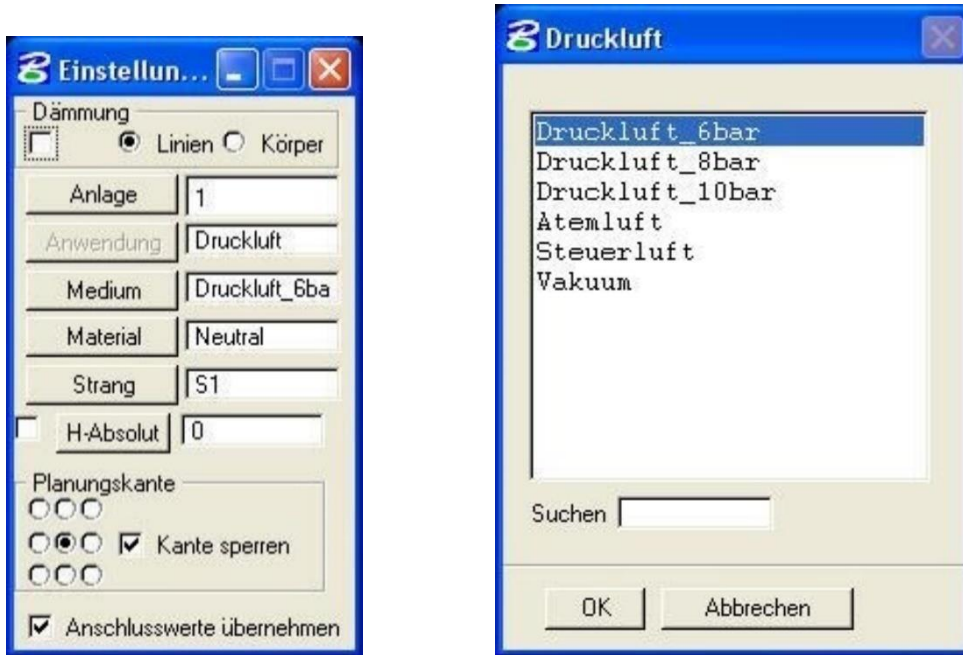 Einstellun...
Dämmung
Linien Körper
Anlage 1
Anwendung Druckluft
Medium Druckluft_6ba
Material Neutral
Strang S1
H-Absolut 0
Planungskante
Kante sperren
Anschlusswerte übernehmen
Druckluft
Druckluft_6bar
Druckluft_8bar
Druckluft_10bar
Atemluft
Steuerluft
Vakuum
Suchen
OK Abbrechen